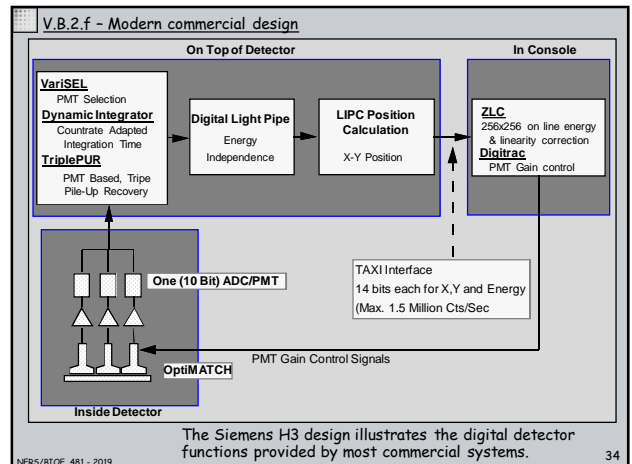 V.B.2.f – Modern commercial design
On Top of Detector
In Console
VariSEL
PMT Selection
Dynamic Integrator
Countrate Adapted
Integration Time
TriplePUR
PMT Based, Tripe
Pile-Up Recovery
Digital Light Pipe
Energy
Independence
LIPC Position
Calculation
X-Y Position
ZLC
256x256 on line energy
& linearity correction
Digitrac
PMT Gain control
One (10 Bit) ADC/PMT
TAXI Interface
14 bits each for X,Y and Energy
(Max. 1.5 Million Cts/Sec
OptiMATCH
PMT Gain Control Signals
Inside Detector
The Siemens H3 design illustrates the digital detector
functions provided by most commercial systems.
NERS/BIOE 481 - 2019
34